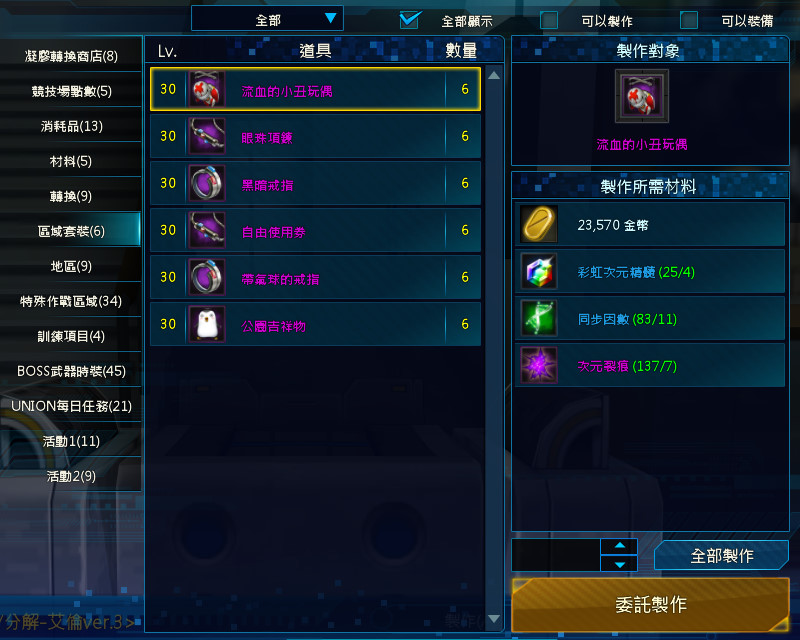 全部
全部顯示
可以製作
可以裝備
凝膠轉換商店(8)
競技場點數(5)
消耗品(13)
材料(5)
轉換(9)
區域套裝(6)
地區(9)
特殊作戰區域(34)
訓練項目(4)
BOSS武器時裝(45)
UNION每日任務(21)
活動1(11)
活動2(9)
Lv. 道具 數量
30 流血的小丑玩偶 6
30 眼珠項鍊 6
30 黑暗戒指 6
30 自由使用券 6
30 帶氣球的戒指 6
30 公園吉祥物 6
製作對象
流血的小丑玩偶
製作所需材料
23,570 金幣
彩虹次元精髓 (25/4)
同步因數 (83/11)
次元裂痕 (137/7)
全部製作
委託製作
/分解-艾倫ver.3>
製作